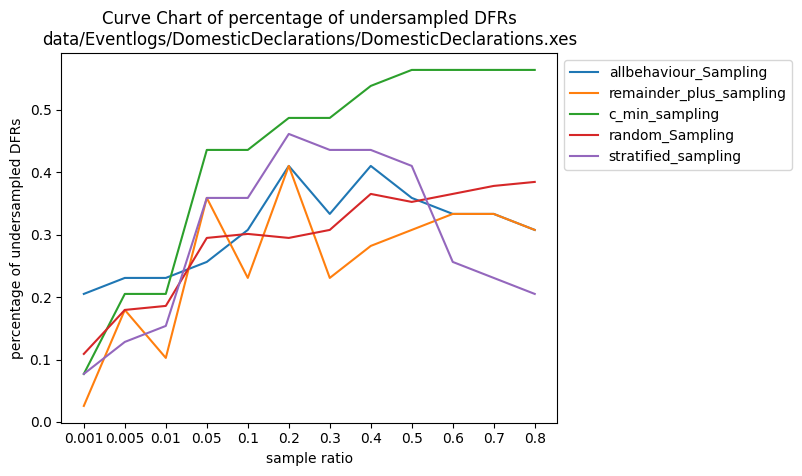 Curve Chart of percentage of undersampled DFRs
data/Eventlogs/DomesticDeclarations/DomesticDeclarations.xes
percentage of undersampled DFRs
0.5
0.4
0.3
0.2
0.1
0.0
0.001 0.005 0.01 0.05 0.1 0.2 0.3 0.4 0.5 0.6 0.7 0.8
sample ratio
allbehaviour_Sampling
remainder_plus_sampling
c_min_sampling
random_Sampling
stratified_sampling